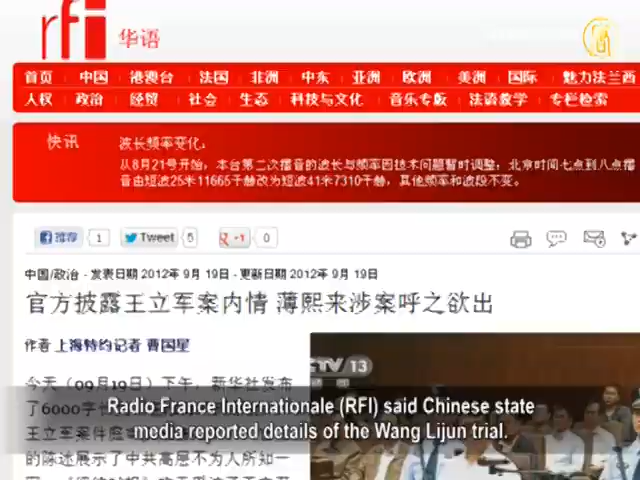 rfi 华语
首页 中国 港澳台 法国 非洲 中东 亚洲 欧洲 美洲 国际 魅力法兰西
人权 政治 经贸 社会 生态 科技与文化 音乐专版 法语教学 专栏检索
快讯
波长频率变化：
从8月21号开始，本台第二次播音的波长与频率因技术问题暂时调整，北京时间七点到八点播
音由短波25米11665千赫改为短波41米7310千赫，其他频率和波段不变。
推荐 1 Tweet 5 +1 0
中国/政治 - 发表日期 2012年 9月 19日 - 更新日期 2012年 9月 19日
官方披露王立军案内情 薄熙来涉案呼之欲出
作者 上海特约记者 曹国星
今天（09月19日）下午，新华社发布
了6000字
CTV 13
王立军案件庭
的陈述展示了中共高层不为人所知一
Radio France Internationale (RFI) said Chinese state
media reported details of the Wang Lijun trial.